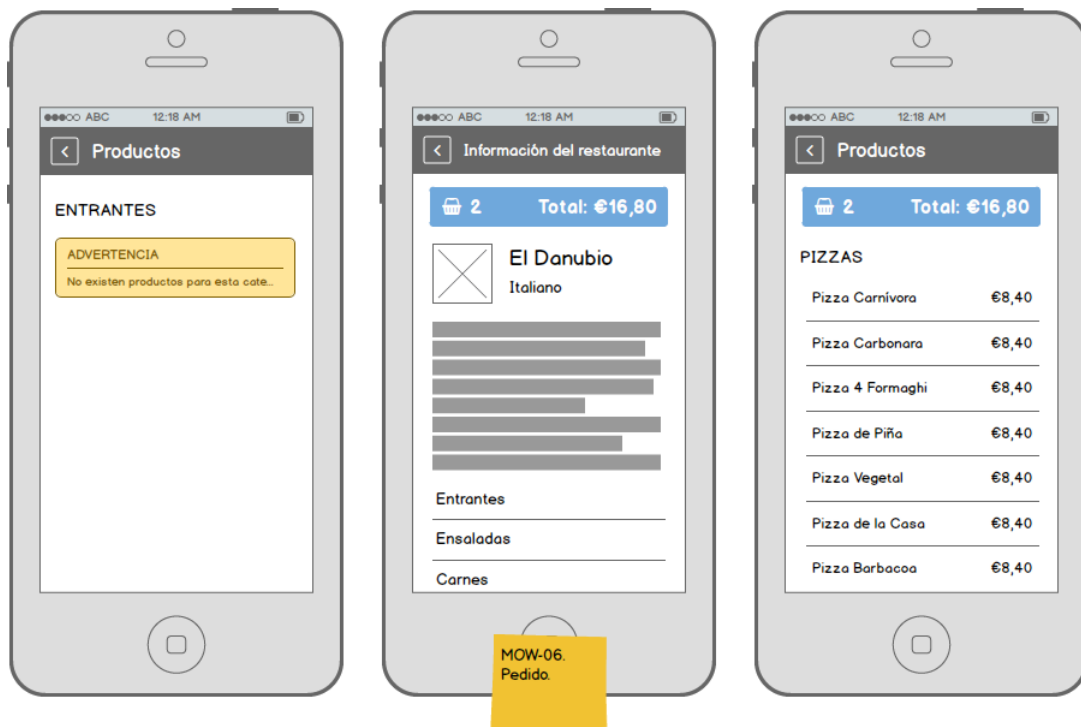 ABC 12:18 AM
Productos
ENTRANTES
ADVERTENCIA
No existen productos para esta cate...
ABC 12:18 AM
Información del restaurante
2 Total: €16,80
El Danubio
Italiano
Entrantes
Ensaladas
Carnes
MOW-06.
Pedido.
ABC 12:18 AM
Productos
2 Total: €16,80
PIZZAS
Pizza Carnívora €8,40
Pizza Carbonara €8,40
Pizza 4 Formaghi €8,40
Pizza de Piña €8,40
Pizza Vegetal €8,40
Pizza de la Casa €8,40
Pizza Barbacoa €8,40